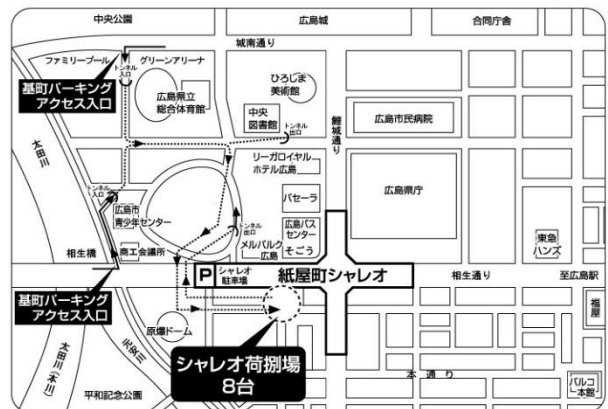 中央公園
広島城
合同庁舎
城南通り
ファミリープール
トンネル
入口
グリーンアリーナ
基町パーキング
アクセス入口
広島県立
総合体育館
ひろしま
美術館
中央
図書館
トンネル
出口
鯉城通り
広島市民病院
太田川
リーガロイヤル
ホテル広島
トンネル
入口
広島市
青少年センター
パセーラ
広島県庁
トンネル
出口
広島バス
センター
メルパルク
広島
そごう
東急
ハンズ
相生橋
商工会議所
P
シャレオ
駐車場
紙屋町シャレオ
相生通り
至広島駅
基町パーキング
アクセス入口
福屋
原爆ドーム
元安川
太田川(本川)
シャレオ荷捌場
8台
本通り
平和記念公園
パルコ
本館